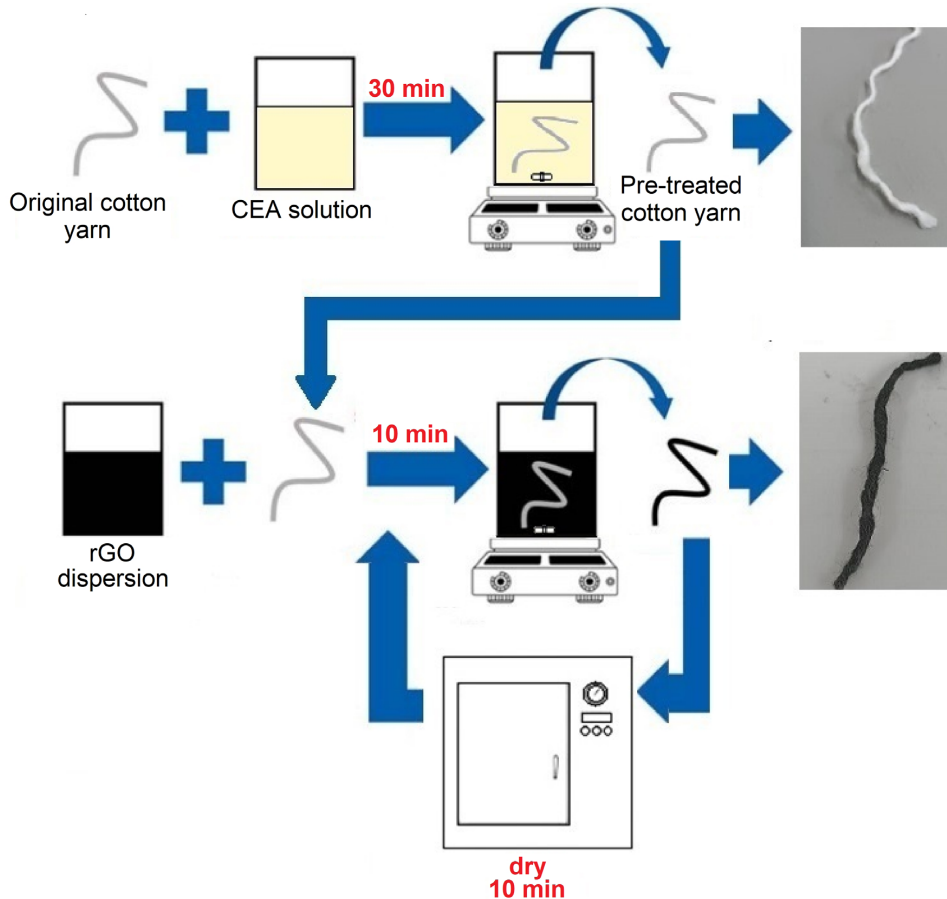 30 min
Original cotton
yarn
CEA solution
Pre-treated
cotton yarn
10 min
rGO
dispersion
dry
10 min